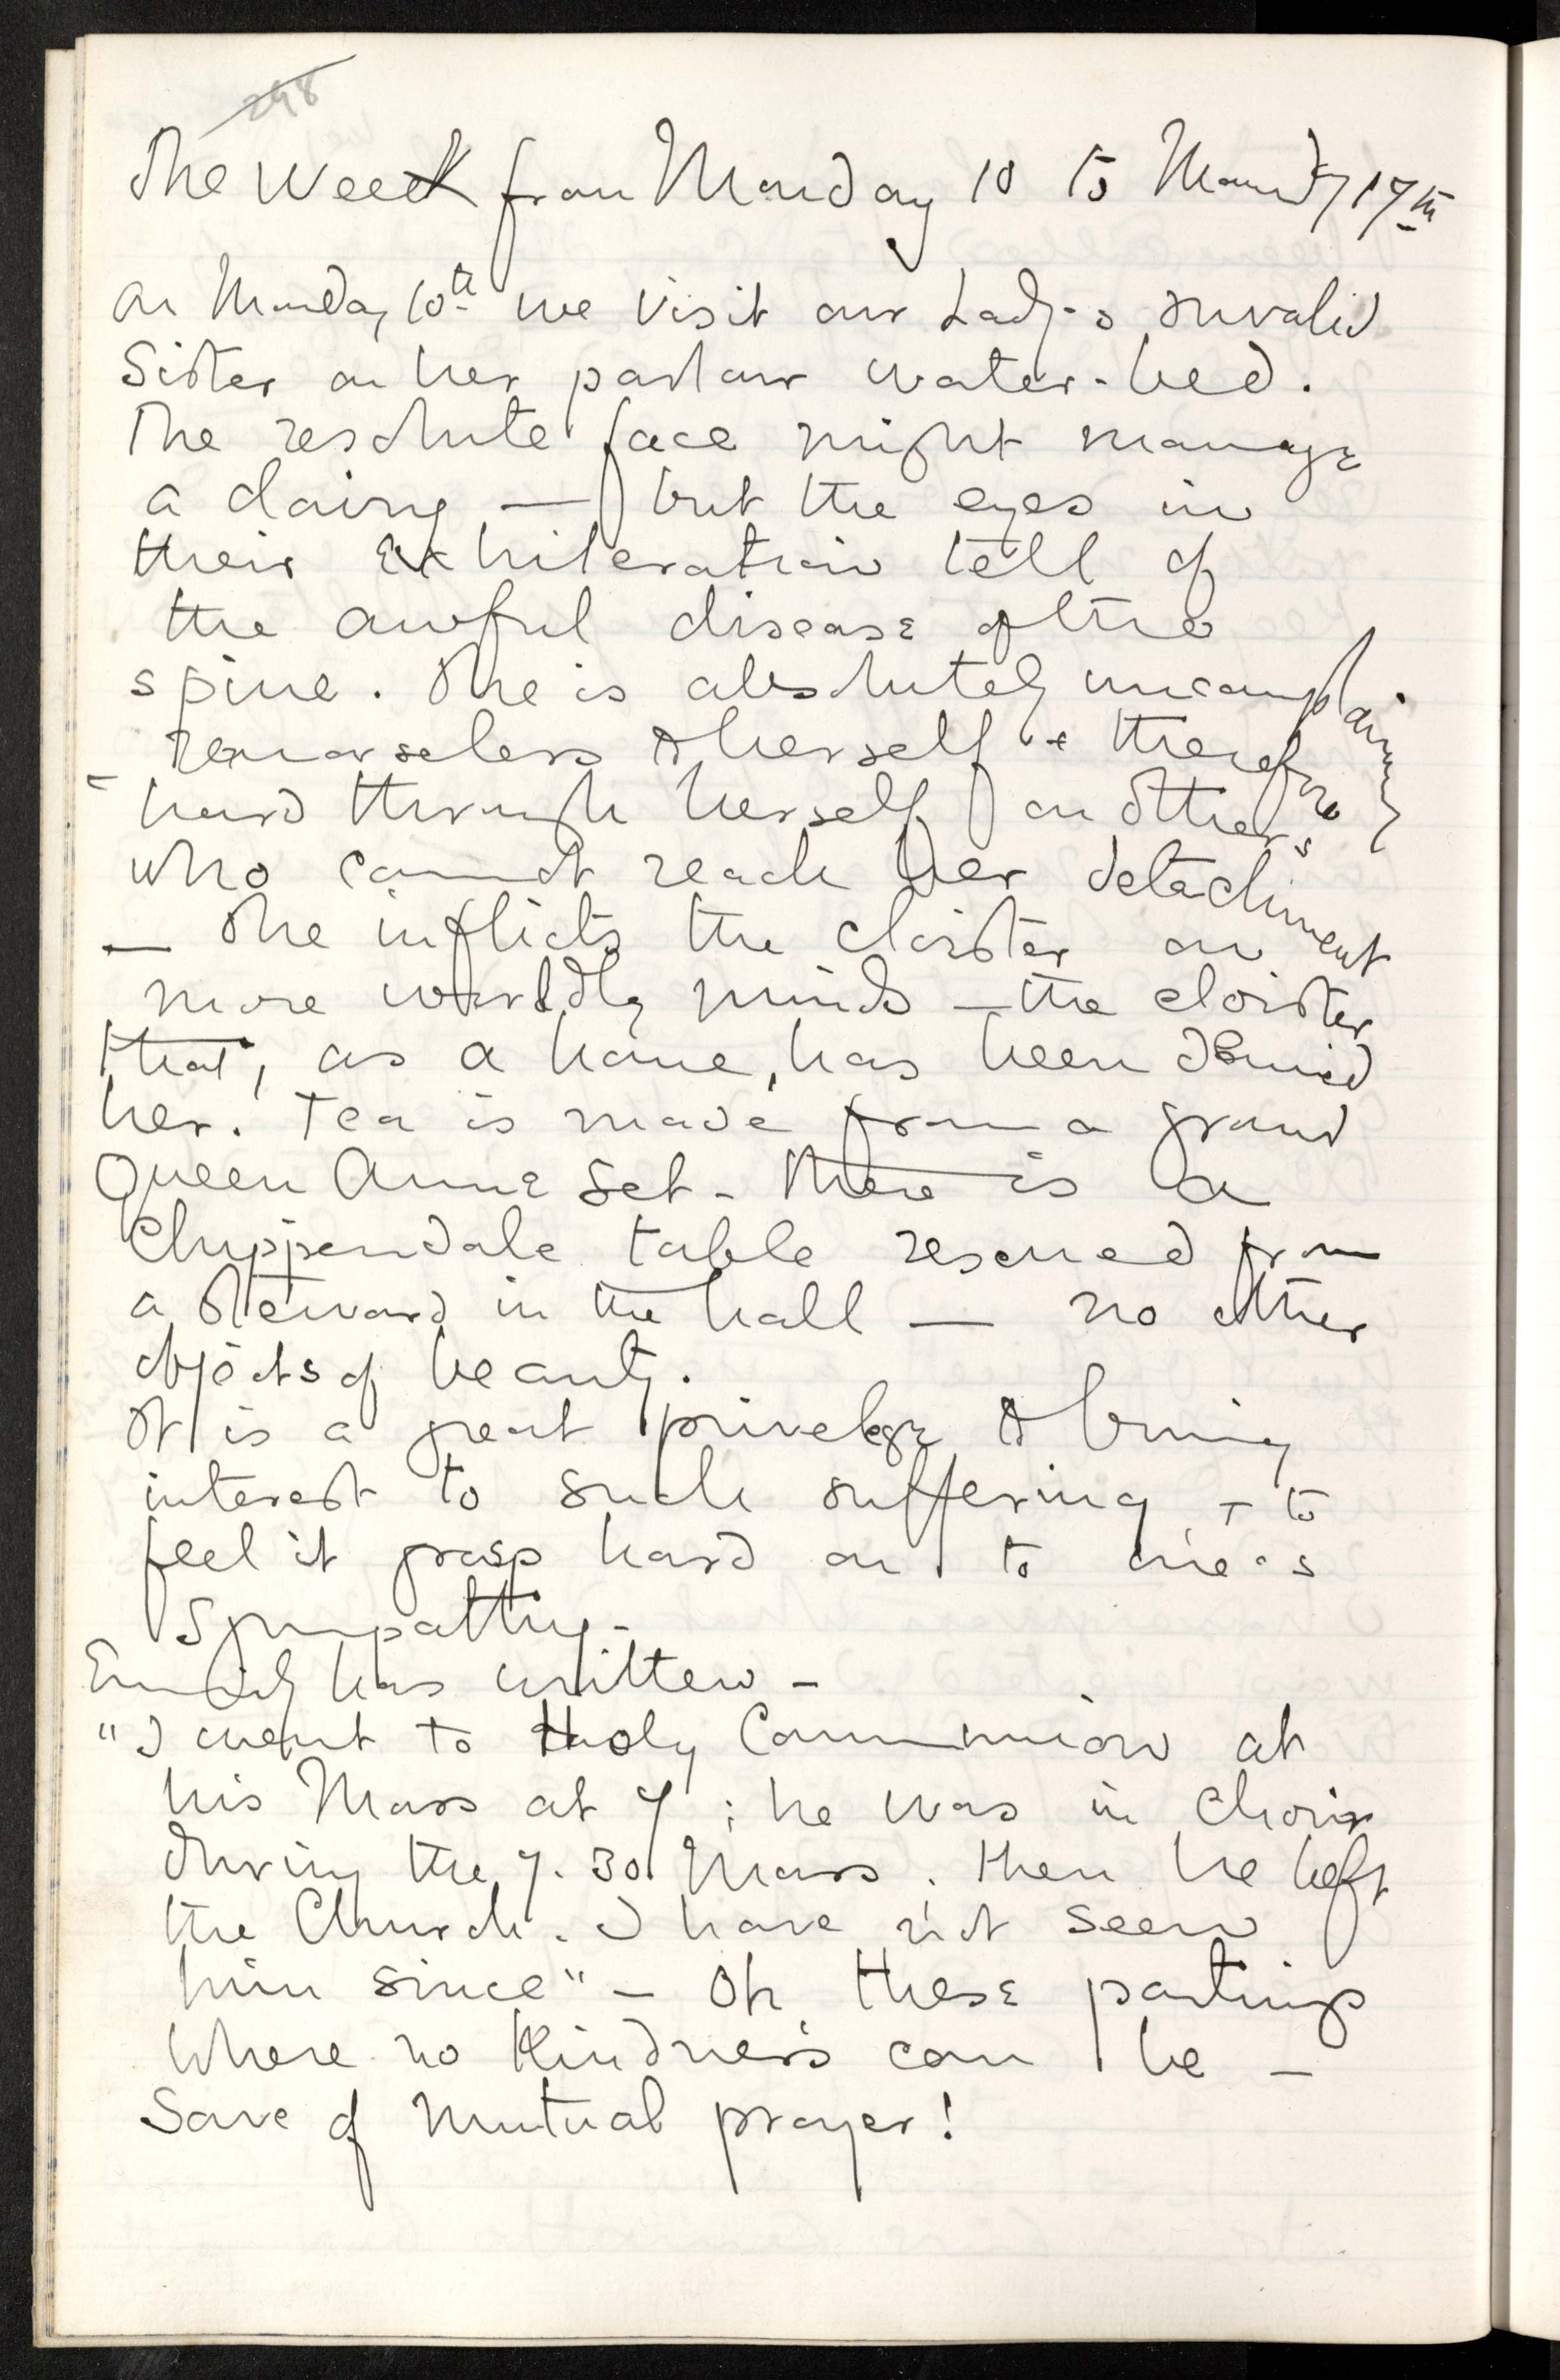 298
The Week from Monday 10 to Monday 17th
On Monday 10th we visit our Lady's invalid
Sister on her parlour water-bed.
The resolute face might manage
a dairy — but the eyes in
their exhileration tell of
the awful disease of the
spine. She is absolutely uncomplaining
remorseless to herself & therefore
hard through herself on others
who cannot reach her detachment
— She inflicts the cloister on
more worldly minds — the cloister
that, as a home, has been denied
her. Tea is made from a grand
Queen Anne Set - there is a
Chippendale table rescued from
a Steward in the hall — no other
objects of beauty.
It is a great privelege to bring
interest to such suffering & to
feel it grasp hard on to one's
Sympathy -
Emily has written -
"I went to Holy Communion at
his Mass at 7; he was in Choir
during the 7.30 Mass. Then he left
the Church. I have not seen
him since" - Oh these partings
where no Kindness can be —
Save of mutual prayer!